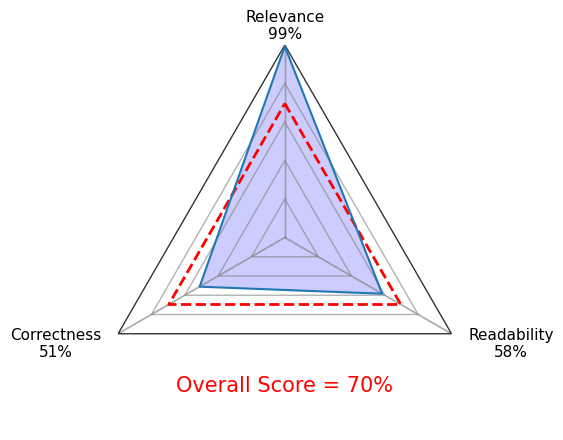 Relevance
99%
Correctness
51%
Readability
58%
Overall Score = 70%